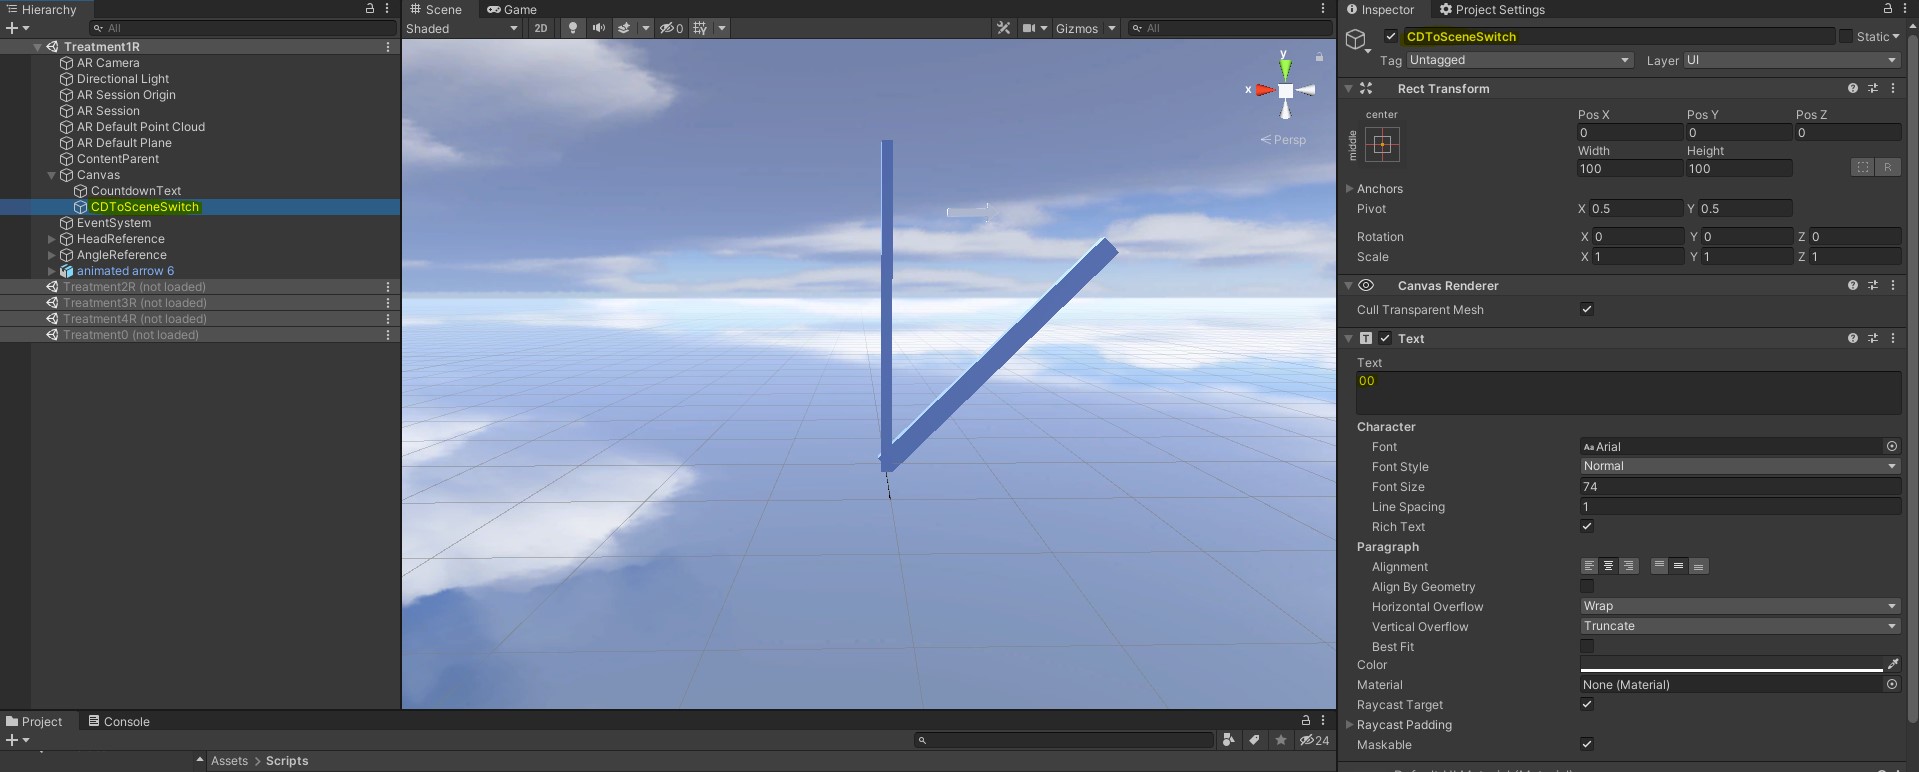 Hierarchy
All
Treatment1R
AR Camera
Directional Light
AR Session Origin
AR Session
AR Default Point Cloud
AR Default Plane
ContentParent
Canvas
CountdownText
CDToSceneSwitch
EventSystem
HeadReference
AngleReference
animated arrow 6
Treatment2R (not loaded)
Treatment3R (not loaded)
Treatment4R (not loaded)
Treatment0 (not loaded)
Scene Game
Shaded 2D 0 Gizmos All
y
x
Persp
Project Console
24
Assets > Scripts
Inspector Project Settings
CDToSceneSwitch Static
Tag Untagged Layer UI
Rect Transform
center
middle
Pos X Pos Y Pos Z
0 0 0
Width Height
100 100 R
Anchors
Pivot X 0.5 Y 0.5
Rotation X 0 Y 0 Z 0
Scale X 1 Y 1 Z 1
Canvas Renderer
Cull Transparent Mesh
T Text
Text
00
Character
Font Aa Arial
Font Style Normal
Font Size 74
Line Spacing 1
Rich Text
Paragraph
Alignment
Align By Geometry
Horizontal Overflow Wrap
Vertical Overflow Truncate
Best Fit
Color
Material None (Material)
Raycast Target
Raycast Padding
Maskable